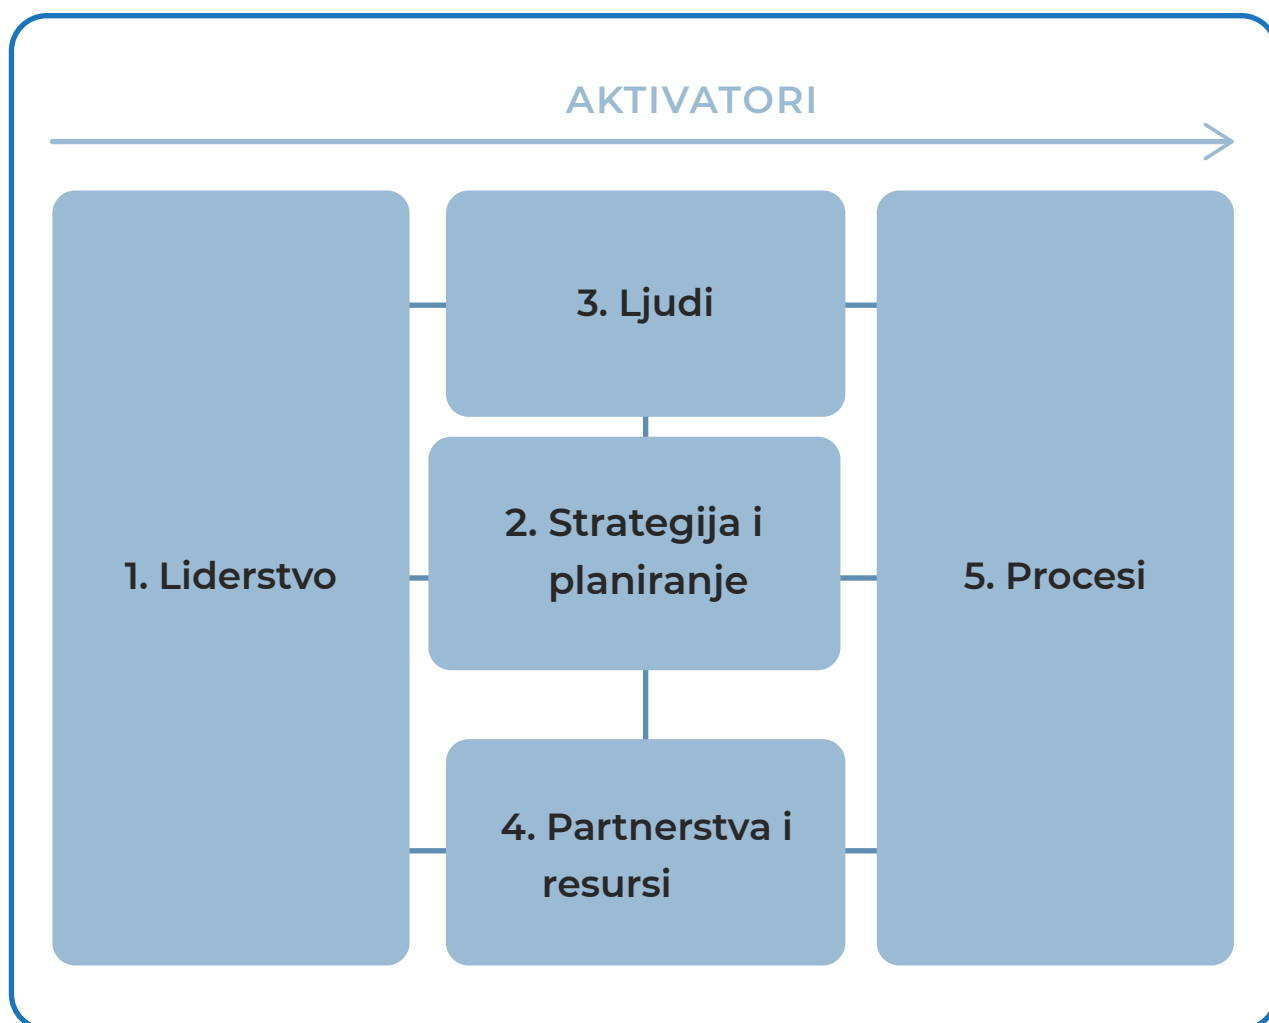 AKTIVATORI
1. Liderstvo
3. Ljudi
2. Strategija i
planiranje
4. Partnerstva i
resursi
5. Procesi